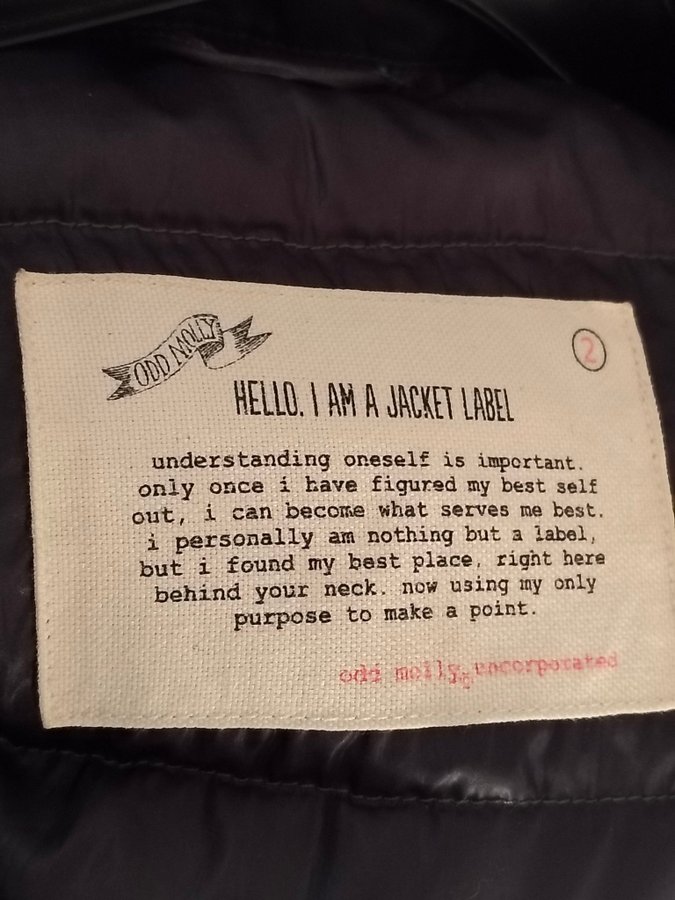 ODD MOLLY
2
HELLO. I AM A JACKET LABEL
understanding oneself is important.
only once i have figured my best self
out, i can become what serves me best.
i personally am nothing but a label,
but i found my best place, right here
behind your neck. now using my only
purpose to make a point.
odd molly uncorporated